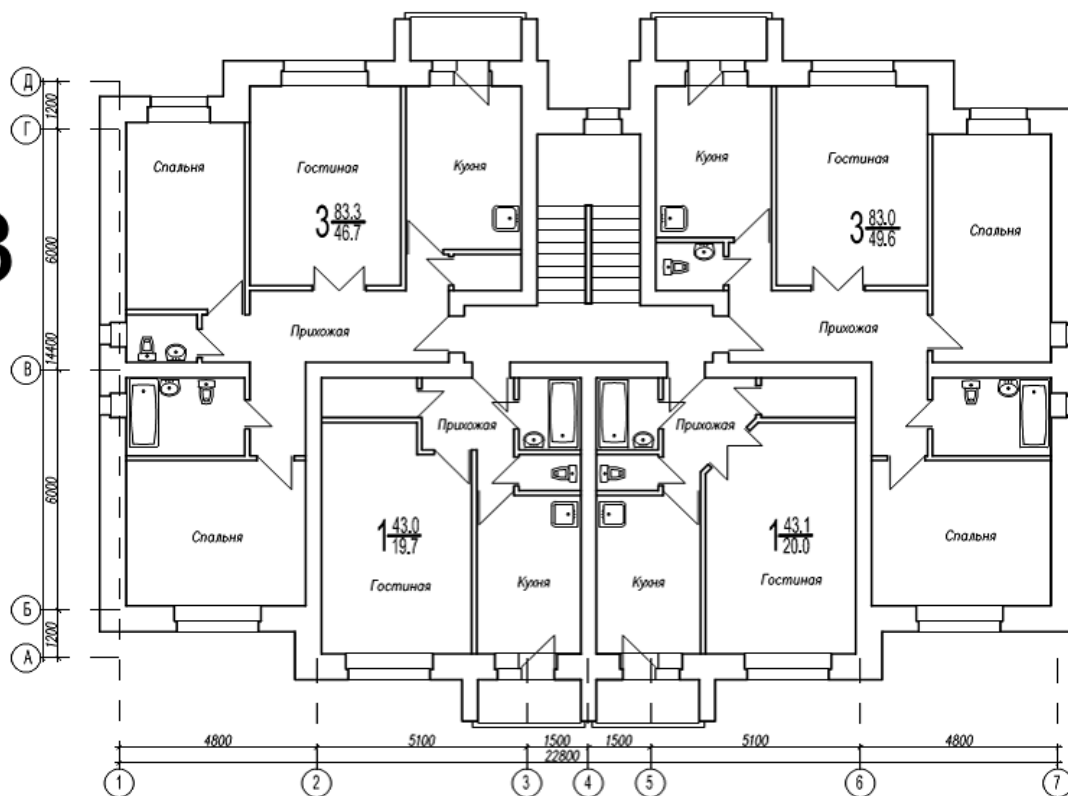 Д
1200
Г
Спальня
Гостиная
Кухня
Кухня
Гостиная
3 83.3
46.7
3 83.0
49.6
Спальня
6000
Прихожая
Прихожая
14400
В
Прихожая
Прихожая
6000
1 43.0
19.7
1 43.1
20.0
Спальня
Спальня
Гостиная
Кухня
Кухня
Гостиная
Б
1200
А
4800
5100
1500
1500
5100
4800
22800
1
2
3
4
5
6
7